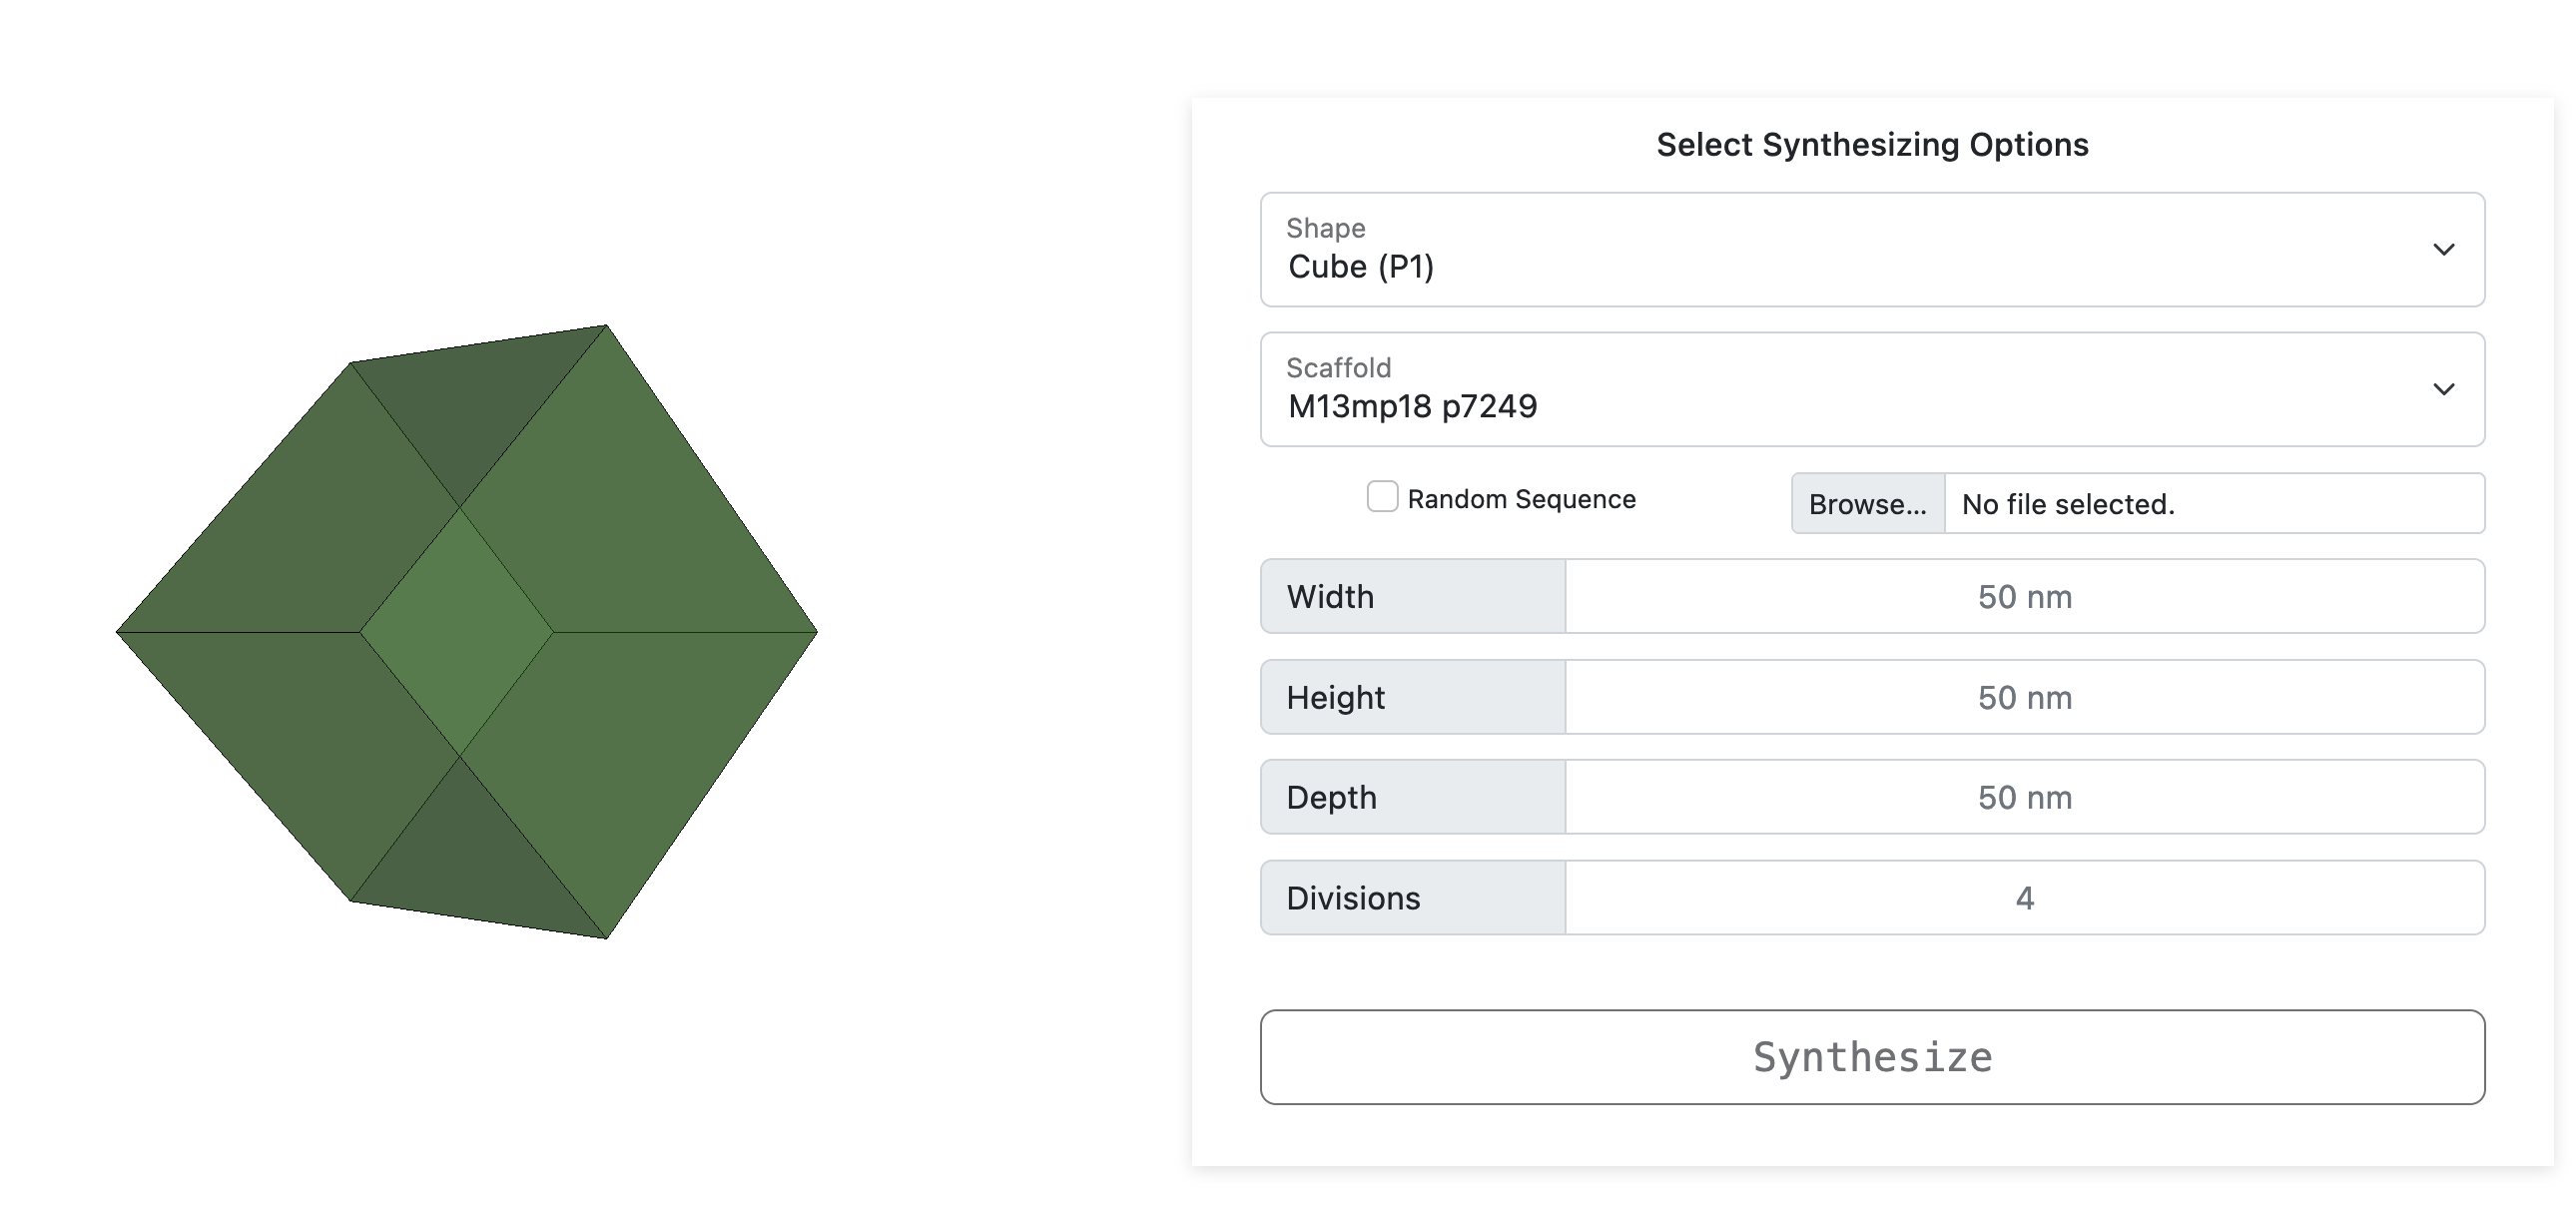 Select Synthesizing Options
Shape
Cube (P1)
Scaffold
M13mp18 p7249
Random Sequence
Browse... No file selected.
Width 50 nm
Height 50 nm
Depth 50 nm
Divisions 4
Synthesize